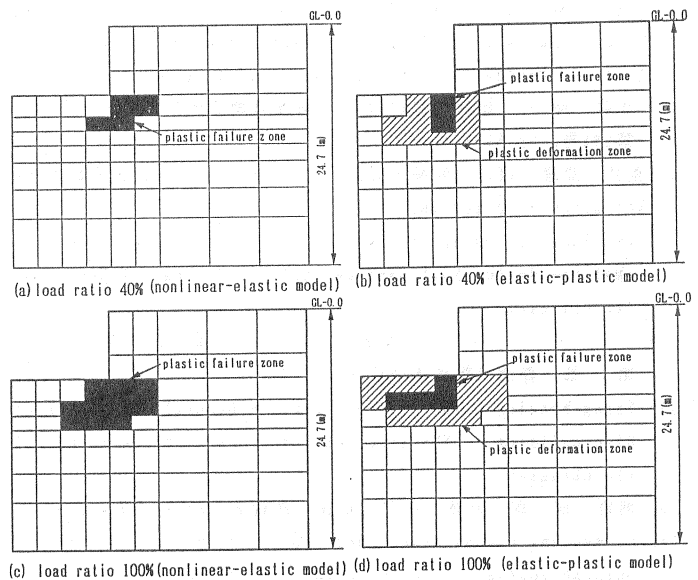 GL-0.0
plastic failure zone
24.7(m)
(a) load ratio 40% (nonlinear-elastic model)
GL-0.0
plastic failure zone
plastic deformation zone
24.7(m)
(b) load ratio 40% (elastic-plastic model)
GL-0.0
plastic failure zone
24.7(m)
(c) load ratio 100% (nonlinear-elastic model)
GL-0.0
plastic failure zone
plastic deformation zone
24.7(m)
(d) load ratio 100% (elastic-plastic model)